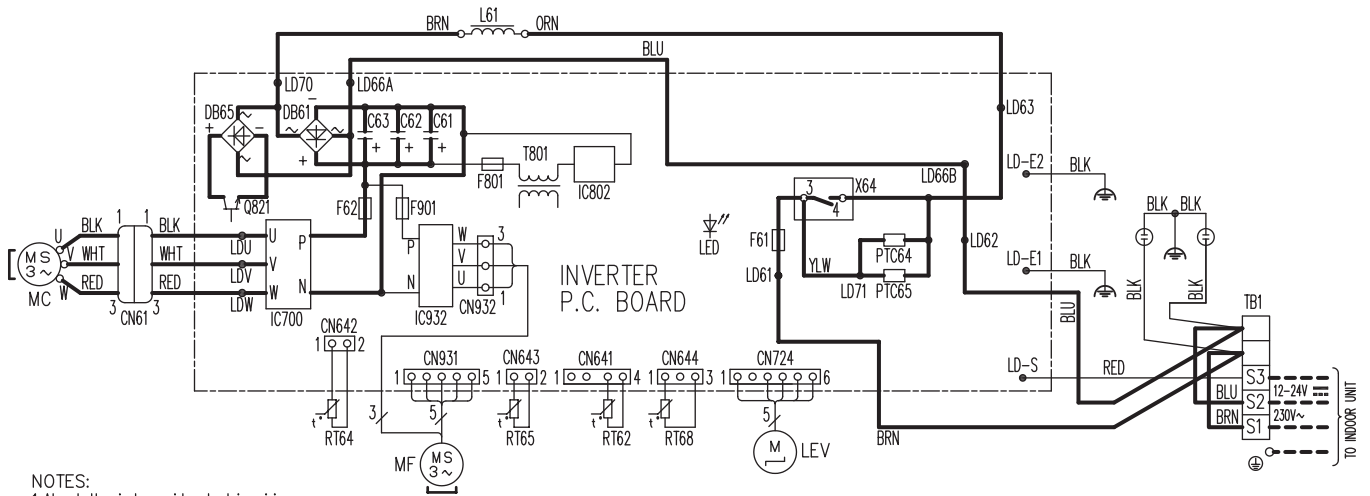 BRN L61 ORN
BLU
LD70 LD66A
DB65 DB61 C63 C62 C61
LD63
+ ~ - ~ - ~ + ~
+ + +
T801
F801 IC802
LD66B
LD-E2 BLK
Q821 F62 F901
3 X64
4
BLK BLK
LED
F61
LD62
PTC64
YLW
LD61 LD71 PTC65
LD-E1 BLK
BLK BLK
U BLK 1 1 BLK LDU U P
MS 3~ V WHT WHT LDV V
W RED 3 3 RED LDW W N
MC CN61 IC700
P W 3
V
N U 1
IC932 CN932
INVERTER
P.C. BOARD
BLU
TB1
CN642
1 2
CN931 CN643 CN641 CN644 CN724
1 5 1 2 1 4 1 3 1 6
LD-S RED
S3
12-24V
BLU S2
230V~
BRN S1
TO INDOOR UNIT
t° RT64
3 5
t° RT65
t° RT62
t° RT68
5
M LEV
BRN
MF MS 3~
NOTES: